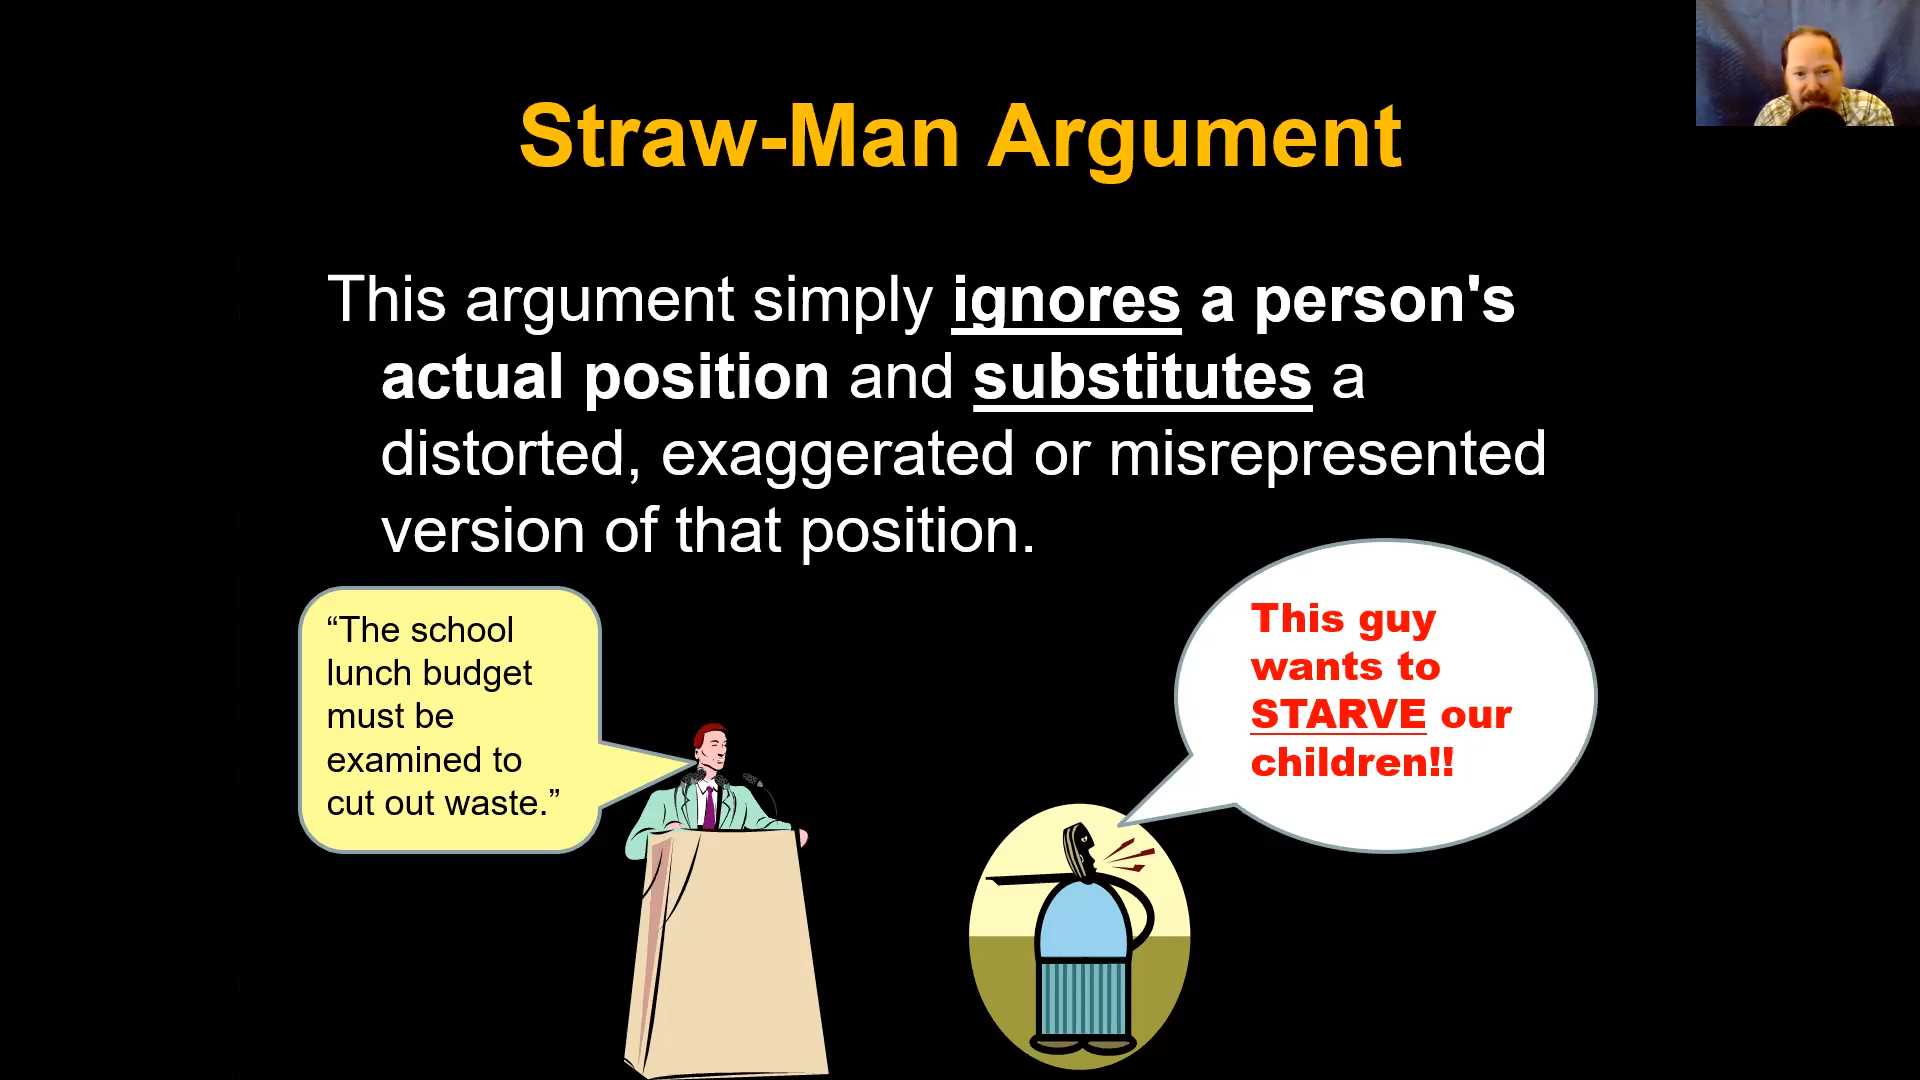 Straw-Man Argument
This argument simply ignores a person's
actual position and substitutes a
distorted, exaggerated or misrepresented
version of that position.
“The school
lunch budget
must be
examined to
cut out waste.”
This guy
wants to
STARVE our
children!!